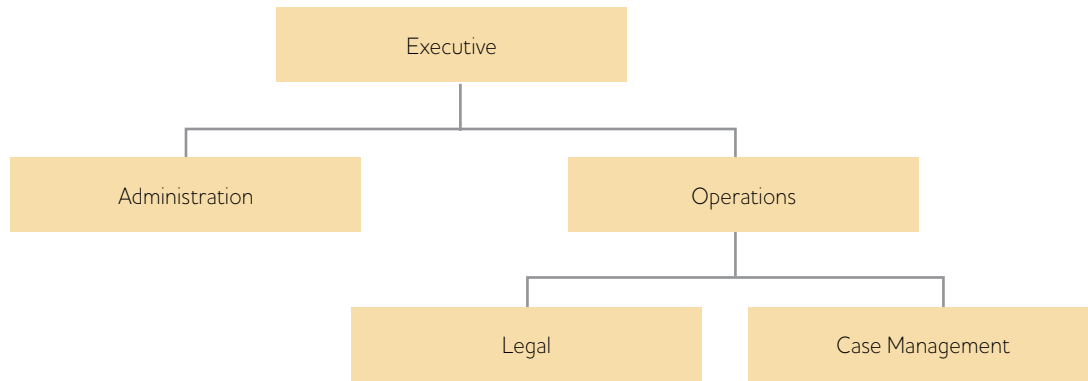 Executive
Administration
Operations
Legal
Case Management